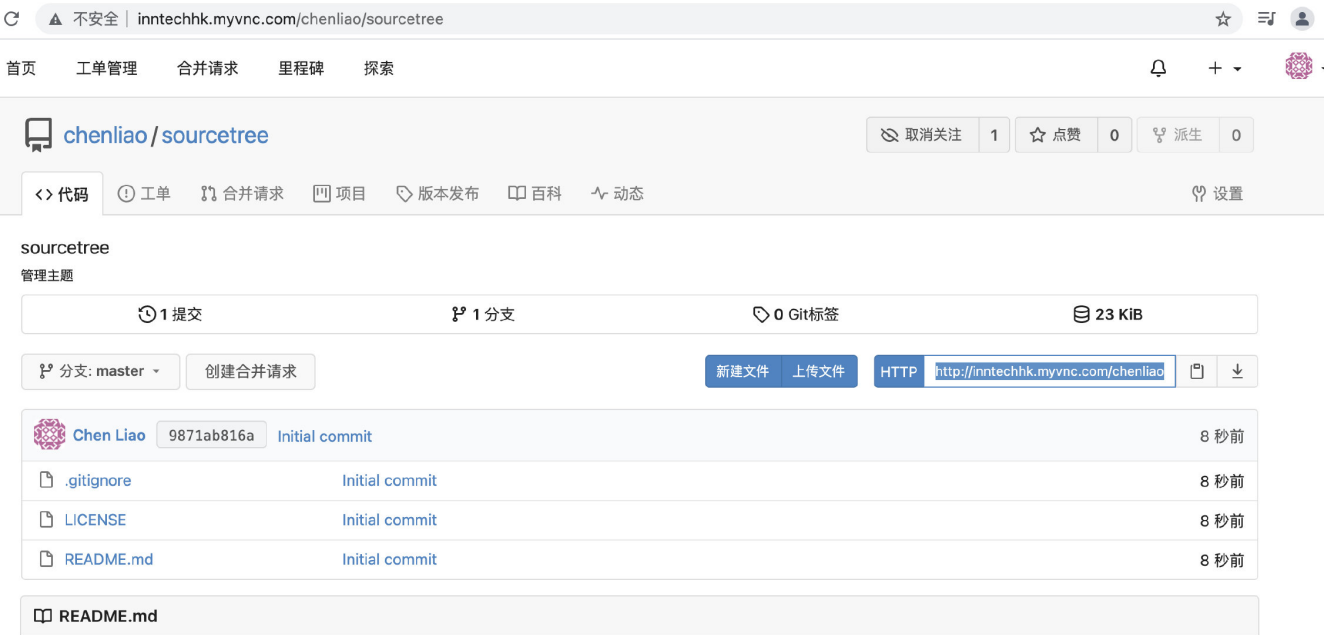 不安全 inntechhk.myvnc.com/chenliao/sourcetree
首页 工单管理 合并请求 里程碑 探索
chenliao/sourcetree 取消关注 1 点赞 0 派生 0
代码 工单 合并请求 项目 版本发布 百科 动态 设置
sourcetree
管理主题
1 提交 1 分支 0 Git标签 23 KiB
分支: master 创建合并请求 新建文件 上传文件 HTTP http://inntechhk.myvnc.com/chenliao
Chen Liao 9871ab816a Initial commit 8 秒前
.gitignore Initial commit 8 秒前
LICENSE Initial commit 8 秒前
README.md Initial commit 8 秒前
README.md